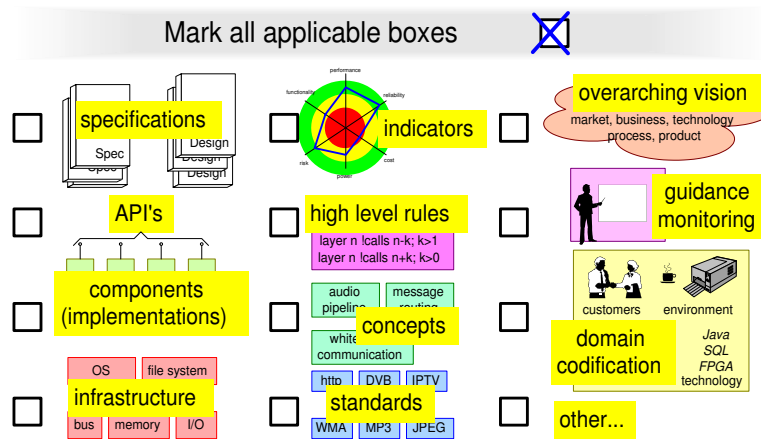 Mark all applicable boxes
specifications
Spec
Spec
Design
Design
Design
performance
functionality
reliability
indicators
risk
cost
power
overarching vision
market, business, technology
process, product
API's
high level rules
layer n !calls n-k; k>1
layer n !calls n+k; k>0
guidance
monitoring
components
(implementations)
audio
pipeline
message
routing
concepts
white
communication
customers
environment
domain
codification
Java
SQL
FPGA
technology
OS
file system
infrastructure
bus
memory
I/O
http
DVB
IPTV
standards
WMA
MP3
JPEG
other...